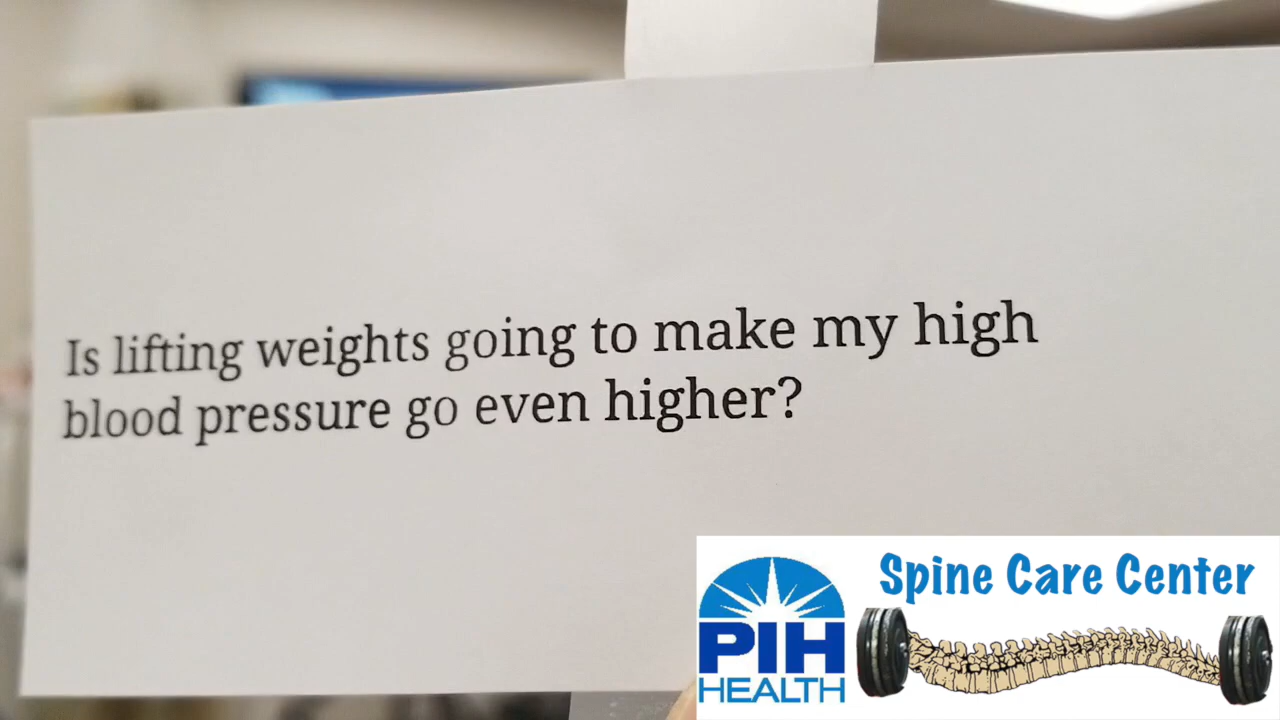 Is lifting weights going to make my high
blood pressure go even higher?
Spine Care Center
PIH
HEALTH